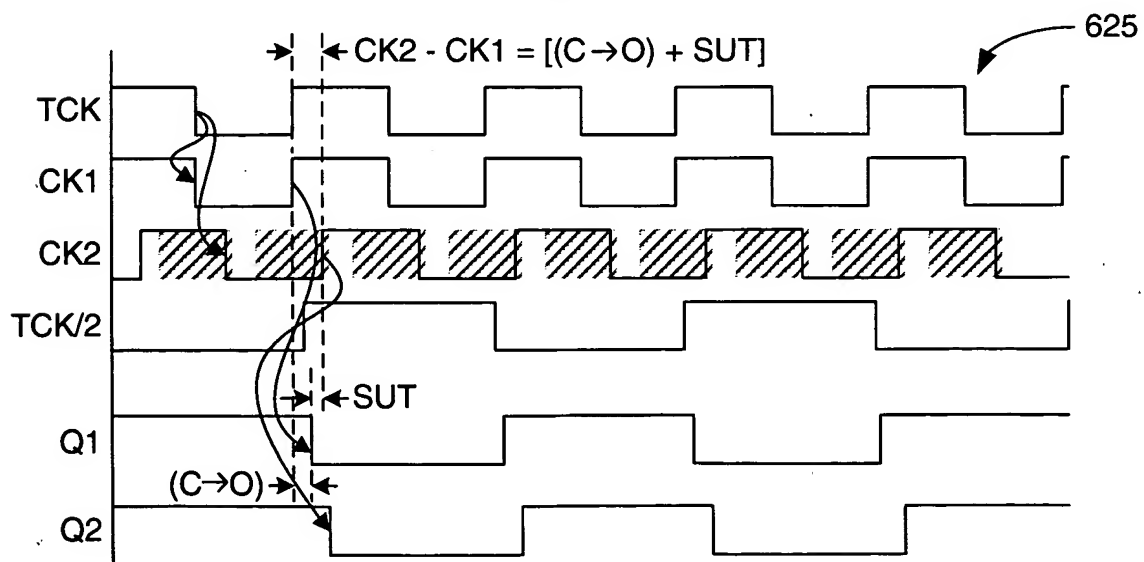 625
CK2 - CK1 = [(C→O) + SUT]
TCK
CK1
CK2
TCK/2
SUT
Q1
(C→O)
Q2